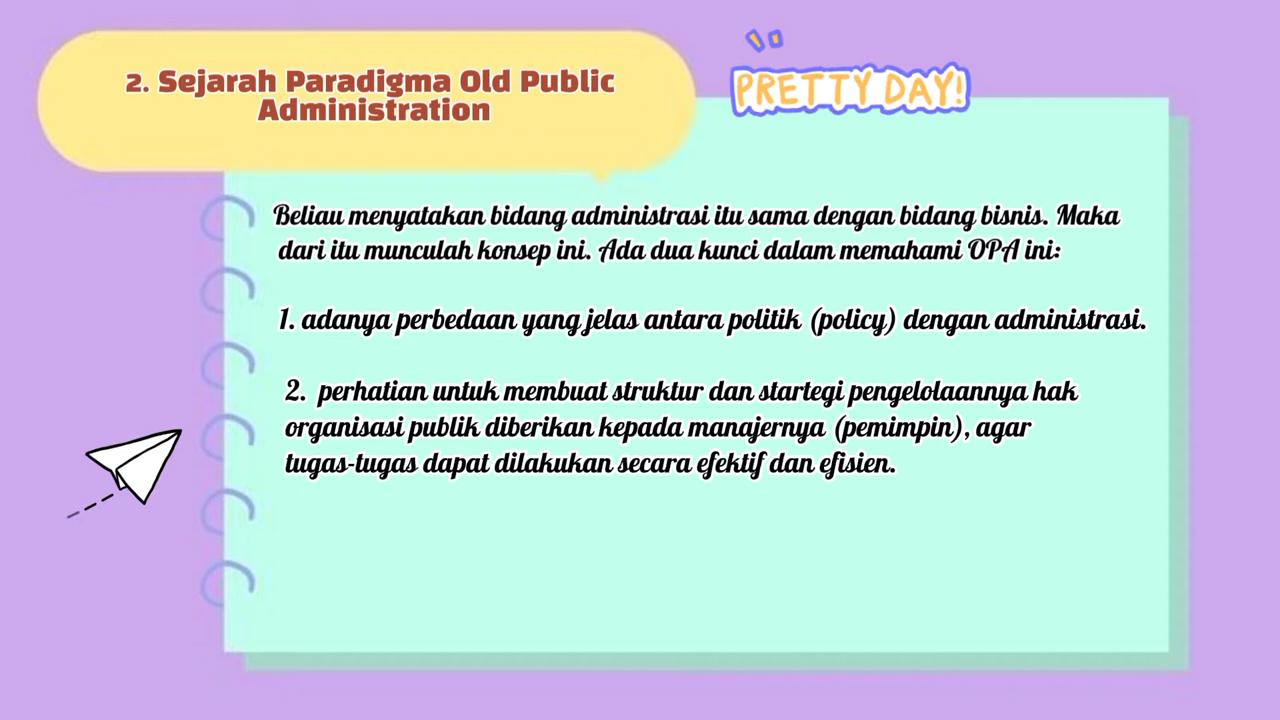 2. Sejarah Paradigma Old Public
Administration
PRETTY DAY!
Beliau menyatakan bidang administrasi itu sama dengan bidang bisnis. Maka
dari itu munculah konsep ini. Ada dua kunci dalam memahami OPA ini:
1. adanya perbedaan yang jelas antara politik (policy) dengan administrasi.
2. perhatian untuk membuat struktur dan startegi pengelolaannya hak
organisasi publik diberikan kepada manajernya (pemimpin), agar
tugas-tugas dapat dilakukan secara efektif dan efisien.